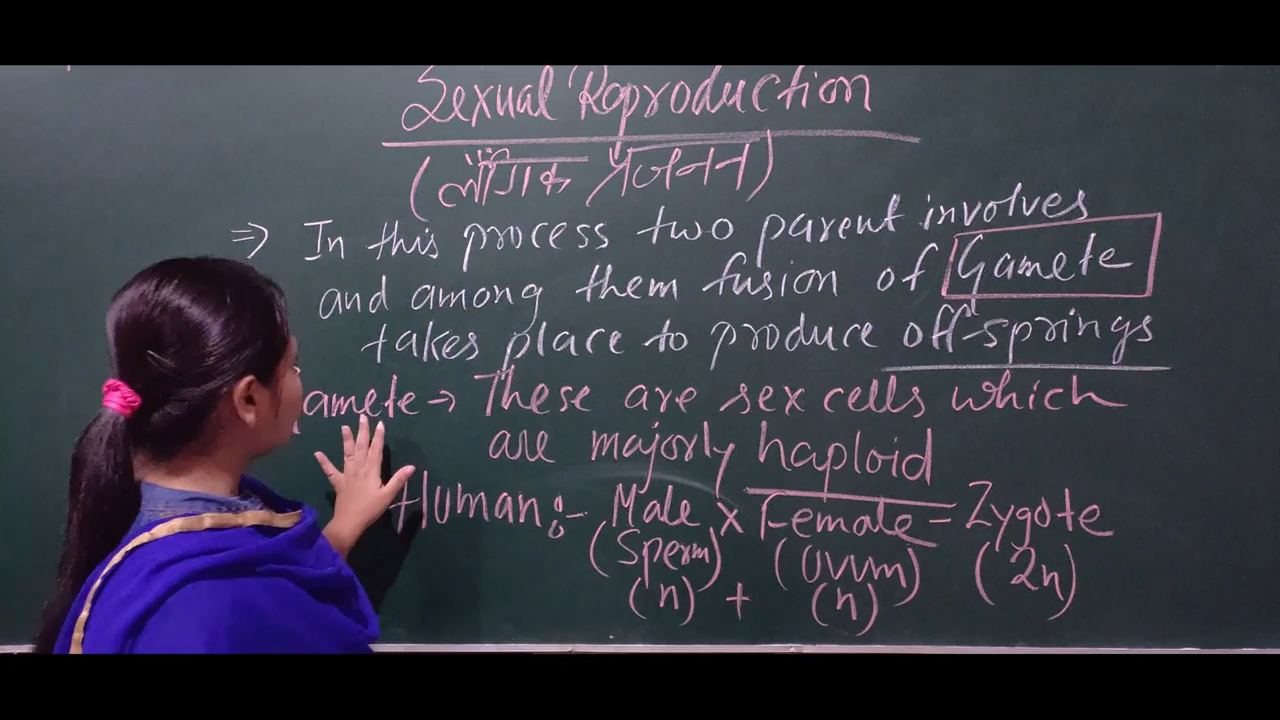 Sexual Reproduction
(लैंगिक प्रजनन)
⇒ In this process two parent involves
and among them fusion of Gamete
takes place to produce off-springs
amete → These are sex cells which
are majorly haploid
Human :- Male x Female - Zygote
(Sperm) (Ovum) (2n)
(n) + (n)